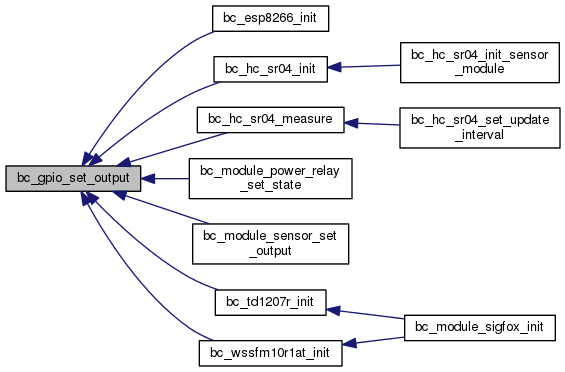 bc_esp8266_init
bc_hc_sr04_init
bc_hc_sr04_init_sensor
_module
bc_hc_sr04_measure
bc_hc_sr04_set_update
_interval
bc_gpio_set_output
bc_module_power_relay
_set_state
bc_module_sensor_set
_output
bc_td1207r_init
bc_module_sigfox_init
bc_wssfm10r1at_init